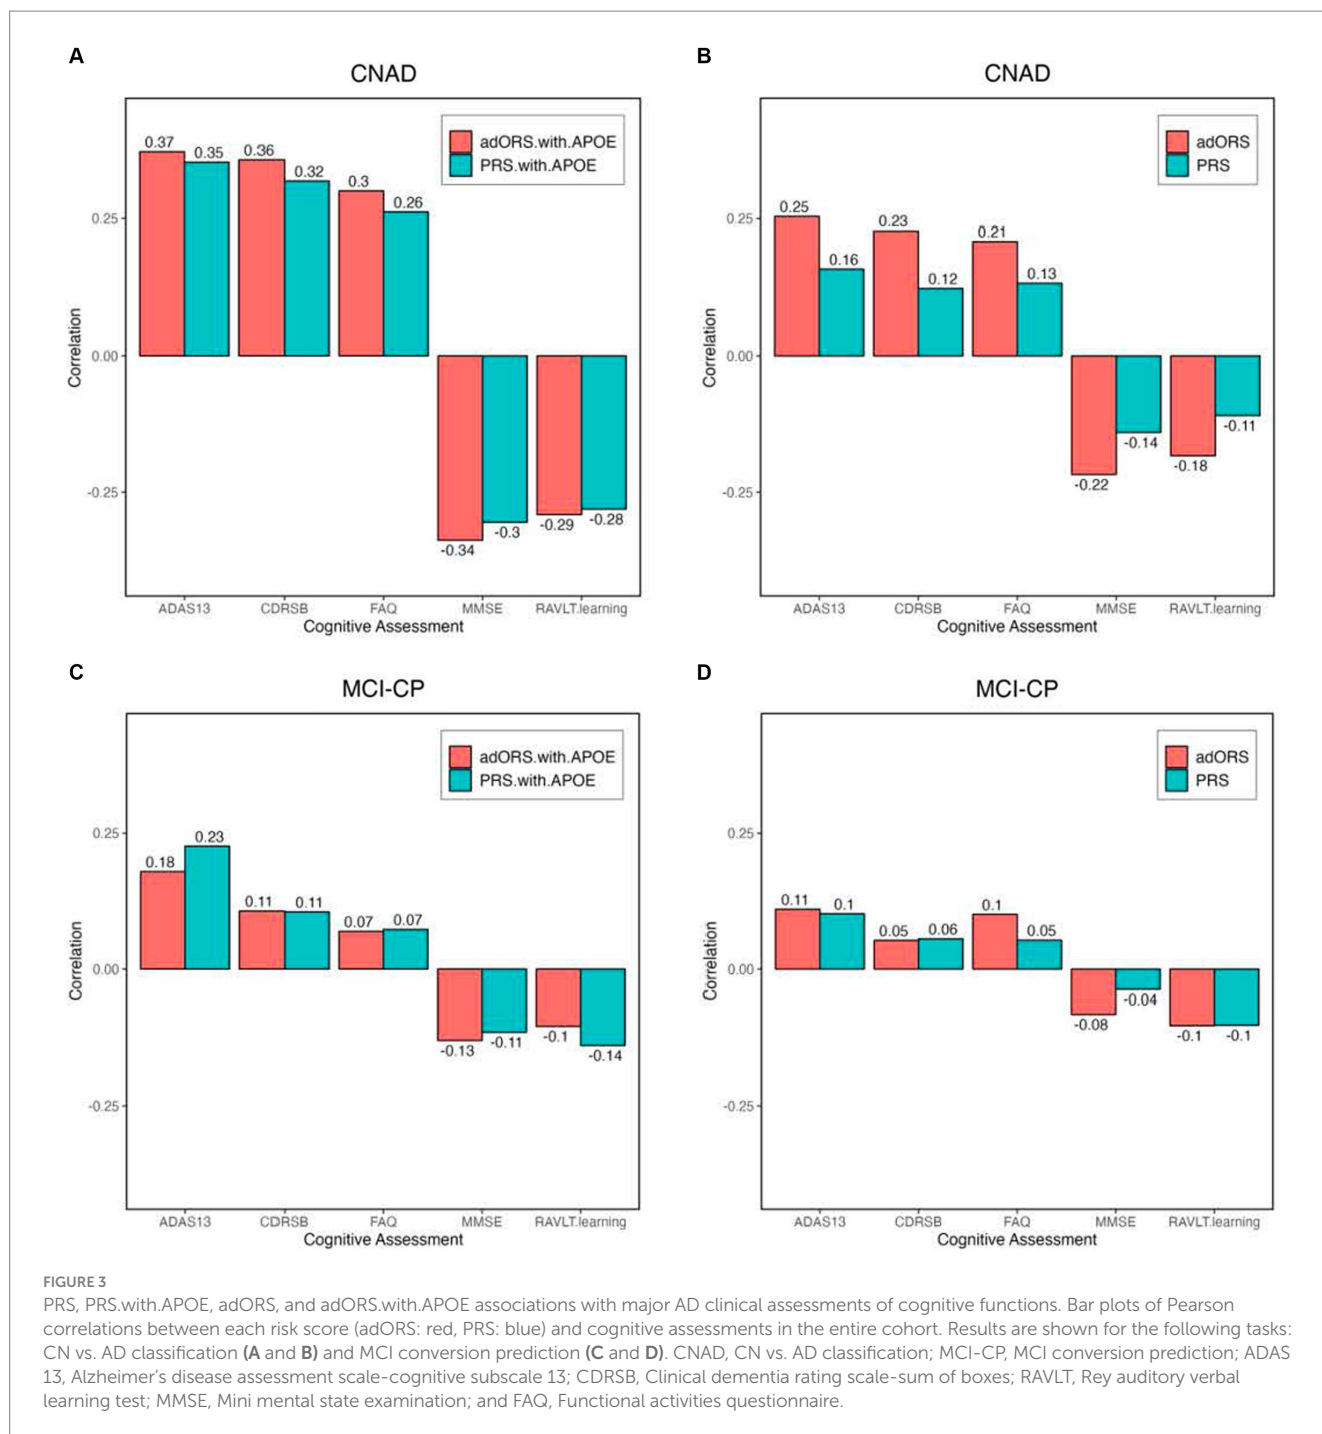 A
CNAD
adORS.with.APOE
PRS.with.APOE
0.37
0.35
0.36
0.32
0.3
0.26
-0.34
-0.3
-0.29
-0.28
0.25
0.00
-0.25
Correlation
ADAS13 CDRSB FAQ MMSE RAVLT.learning
Cognitive Assessment
B
CNAD
adORS
PRS
0.25
0.16
0.23
0.12
0.21
0.13
-0.22
-0.14
-0.18
-0.11
0.25
0.00
-0.25
Correlation
ADAS13 CDRSB FAQ MMSE RAVLT.learning
Cognitive Assessment
C
MCI-CP
adORS.with.APOE
PRS.with.APOE
0.18
0.23
0.11
0.11
0.07
0.07
-0.13
-0.11
-0.1
-0.14
0.25
0.00
-0.25
Correlation
ADAS13 CDRSB FAQ MMSE RAVLT.learning
Cognitive Assessment
D
MCI-CP
adORS
PRS
0.11
0.1
0.05
0.06
0.1
0.05
-0.08
-0.04
-0.1
-0.1
0.25
0.00
-0.25
Correlation
ADAS13 CDRSB FAQ MMSE RAVLT.learning
Cognitive Assessment
FIGURE 3
PRS, PRS.with.APOE, adORS, and adORS.with.APOE associations with major AD clinical assessments of cognitive functions. Bar plots of Pearson
correlations between each risk score (adORS: red, PRS: blue) and cognitive assessments in the entire cohort. Results are shown for the following tasks:
CN vs. AD classification (A and B) and MCI conversion prediction (C and D). CNAD, CN vs. AD classification; MCI-CP, MCI conversion prediction; ADAS
13, Alzheimer's disease assessment scale-cognitive subscale 13; CDRSB, Clinical dementia rating scale-sum of boxes; RAVLT, Rey auditory verbal
learning test; MMSE, Mini mental state examination; and FAQ, Functional activities questionnaire.